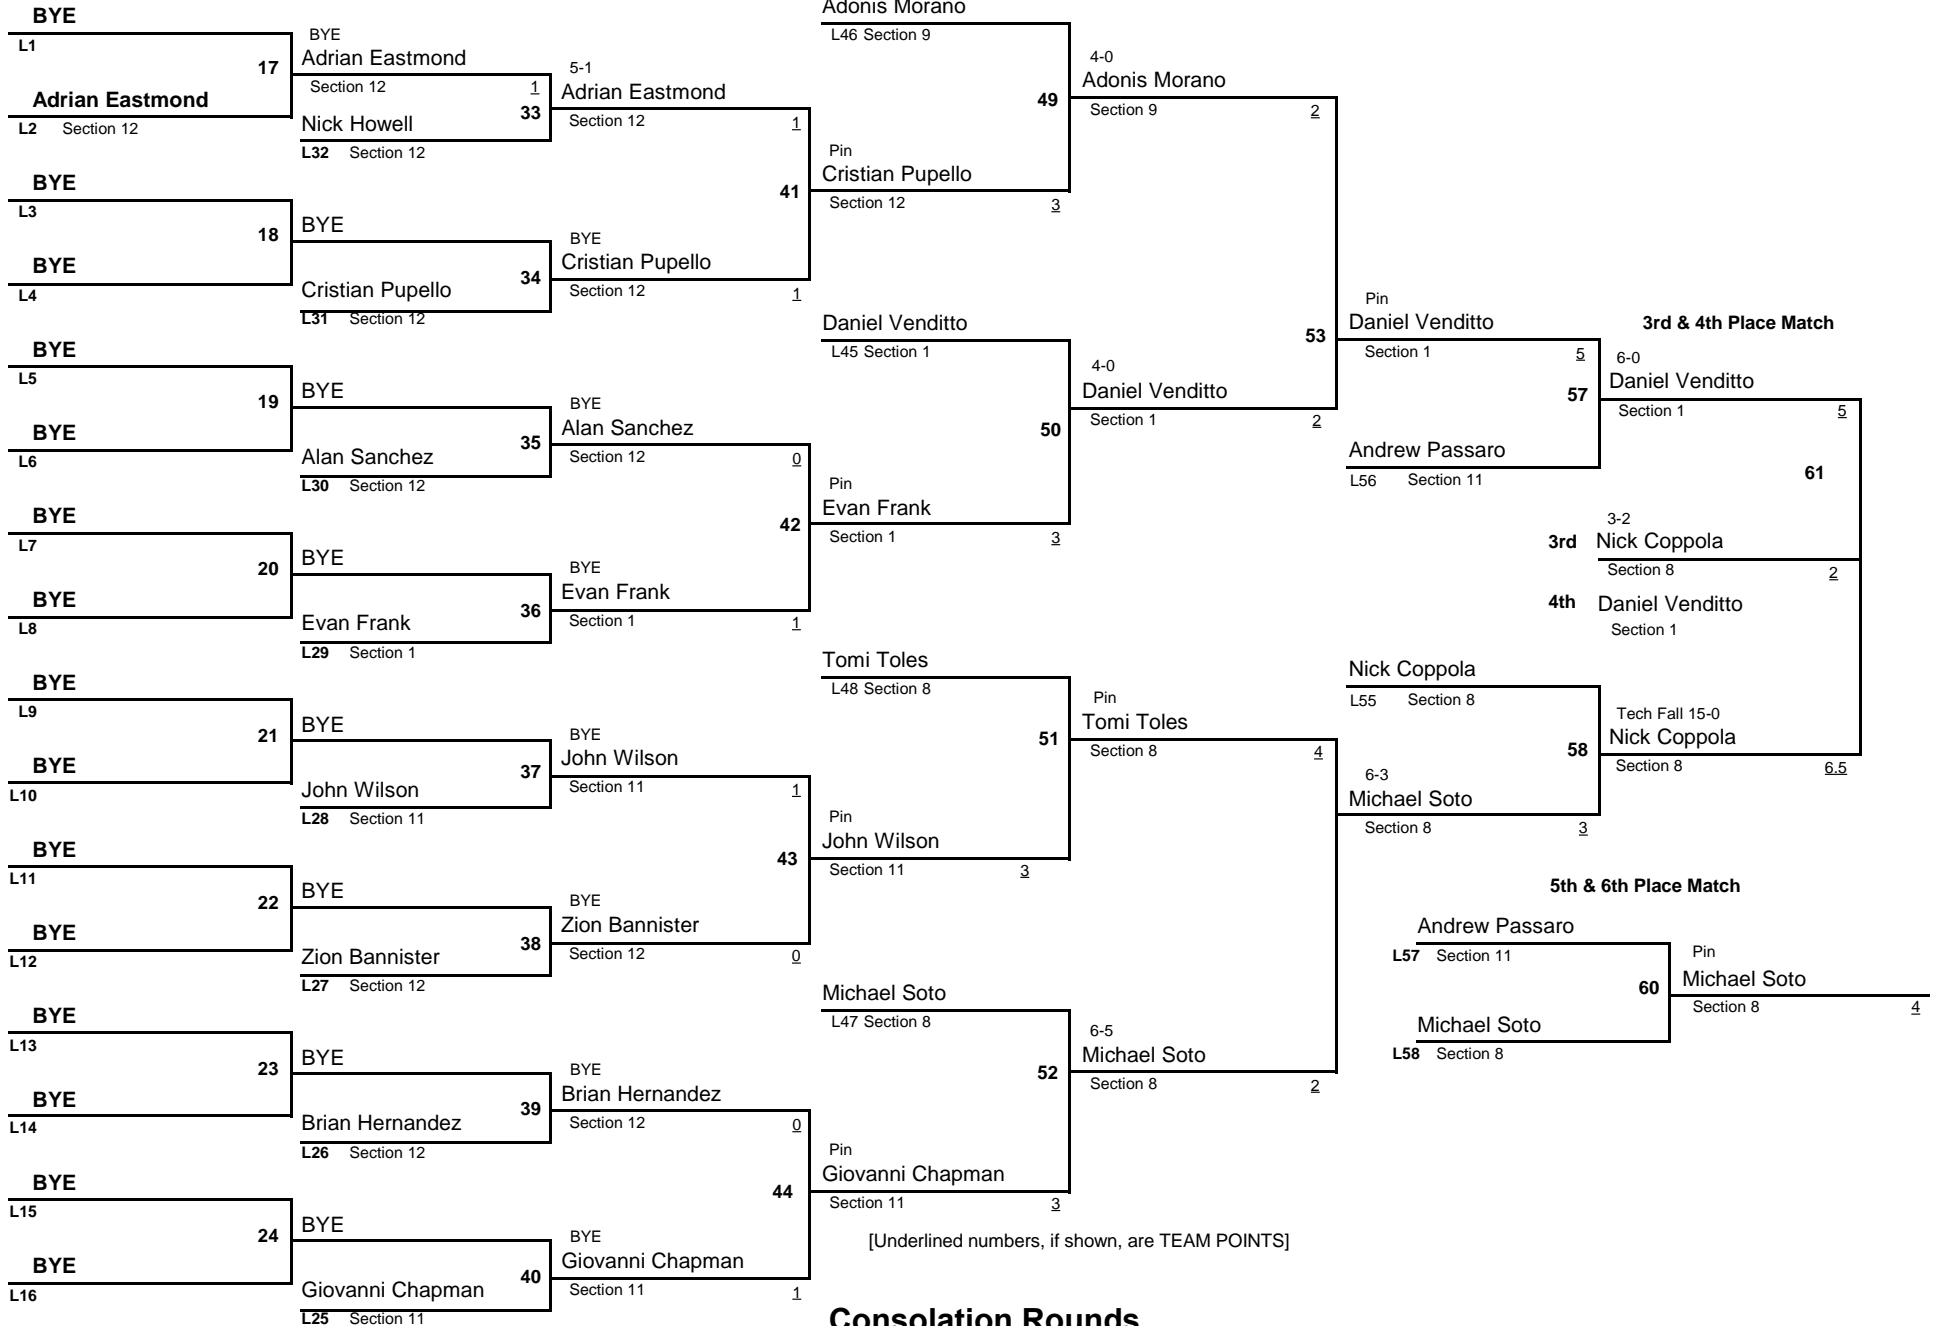 BYE
L1
17
Adrian Eastmond
L2 Section 12
BYE
L3
18
BYE
L4
BYE
L5
19
BYE
L6
BYE
L7
20
BYE
L8
BYE
L9
21
BYE
L10
BYE
L11
22
BYE
L12
BYE
L13
23
BYE
L14
BYE
L15
24
BYE
L16
BYE
Adrian Eastmond
Section 12 1
33
Nick Howell
L32 Section 12
BYE
34
Cristian Pupello
L31 Section 12
BYE
35
Alan Sanchez
L30 Section 12
BYE
36
Evan Frank
L29 Section 1
BYE
37
John Wilson
L28 Section 11
BYE
38
Zion Bannister
L27 Section 12
BYE
39
Brian Hernandez
L26 Section 12
BYE
40
Giovanni Chapman
L25 Section 11
5-1
Adrian Eastmond
Section 12 1
41
BYE
Cristian Pupello
Section 12 1
BYE
Alan Sanchez
Section 12 0
42
BYE
Evan Frank
Section 1 1
BYE
John Wilson
Section 11 1
43
BYE
Zion Bannister
Section 12 0
BYE
Brian Hernandez
Section 12 0
44
BYE
Giovanni Chapman
Section 11 1
Adonis Morano
L46 Section 9
49
Pin
Cristian Pupello
Section 12 3
Daniel Venditto
L45 Section 1
50
Pin
Evan Frank
Section 1 3
Tomi Toles
L48 Section 8
51
Pin
John Wilson
Section 11 3
Michael Soto
L47 Section 8
52
Pin
Giovanni Chapman
Section 11 3
[Underlined numbers, if shown, are TEAM POINTS]
Consolation Rounds
4-0
Adonis Morano
Section 9 2
53
4-0
Daniel Venditto
Section 1 2
Pin
Tomi Toles
Section 8 4
6-5
Michael Soto
Section 8 2
Pin
Daniel Venditto
Section 1 5
57
Andrew Passaro
L56 Section 11
Nick Coppola
L55 Section 8
58
6-3
Michael Soto
Section 8 3
3rd & 4th Place Match
6-0
Daniel Venditto
Section 1 5
61
3-2
3rd Nick Coppola
Section 8 2
4th Daniel Venditto
Section 1
Tech Fall 15-0
Nick Coppola
Section 8 6.5
5th & 6th Place Match
Andrew Passaro
L57 Section 11
60
Michael Soto
L58 Section 8
Pin
Michael Soto
Section 8 4